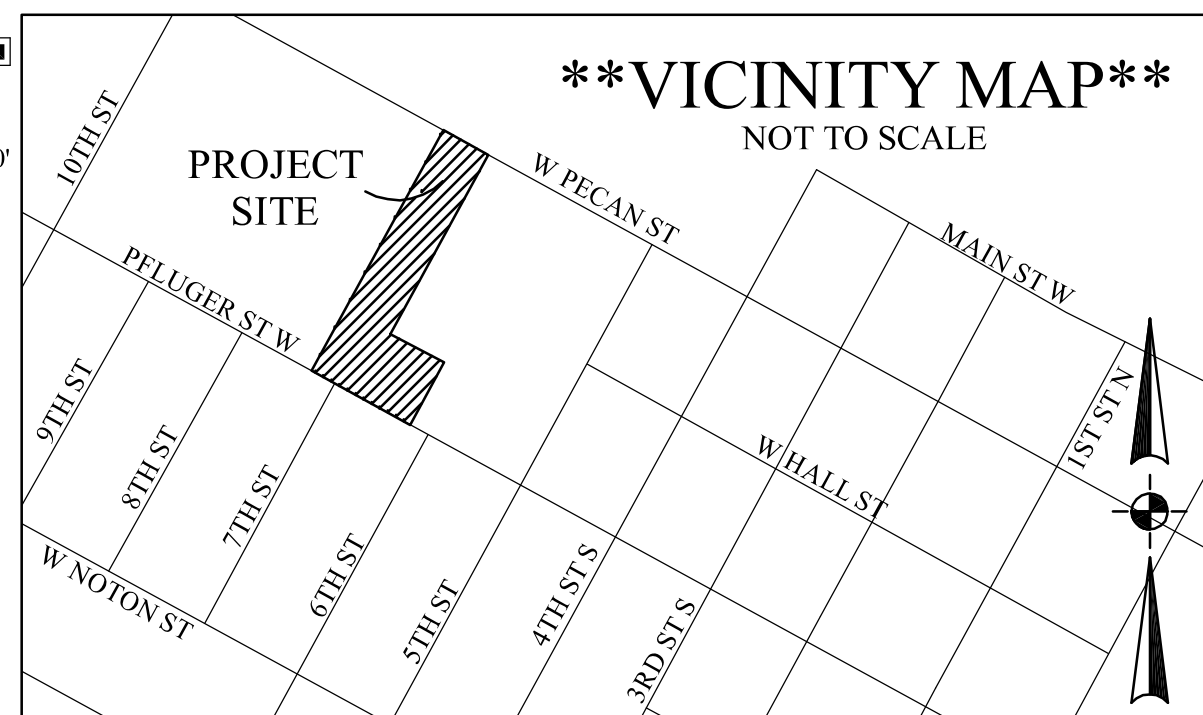 **VICINITY MAP**
NOT TO SCALE
10TH ST
0'
PROJECT
SITE
W PECAN ST
MAIN ST W
PFLUGER ST W
9TH ST
8TH ST
7TH ST
6TH ST
5TH ST
4TH ST S
3RD ST S
1ST ST N
W HALL ST
W NOTON ST